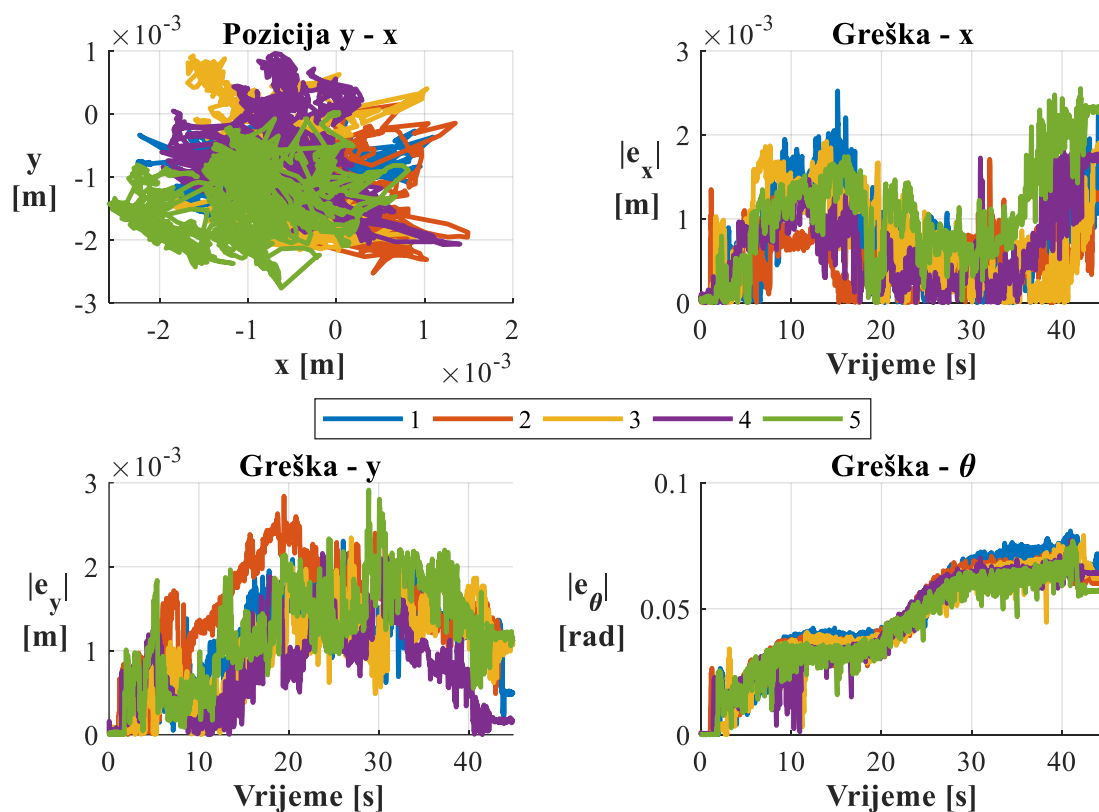 ×10⁻³
Pozicija y - x
1
0
-1
-2
-3
y
[m]
-2 -1 0 1 2
x [m]
×10⁻³
×10⁻³
Greška - x
3
2
1
0
|eₓ|
[m]
0 10 20 30 40
Vrijeme [s]
1 2 3 4 5
×10⁻³
Greška - y
3
2
1
0
|e_y|
[m]
0 10 20 30 40
Vrijeme [s]
Greška - θ
0.1
0.05
0
|e_θ|
[rad]
0 10 20 30 40
Vrijeme [s]